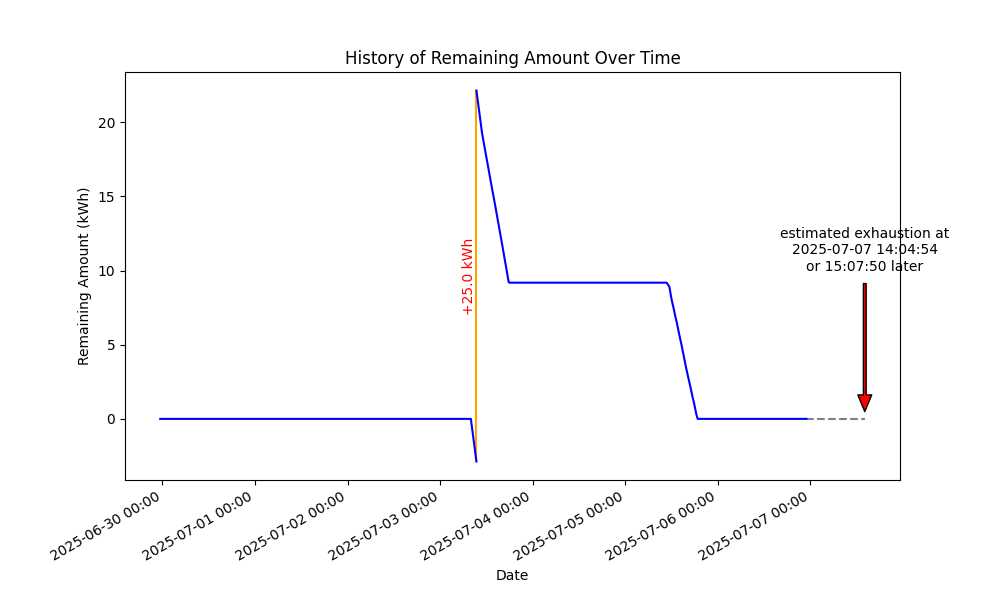 History of Remaining Amount Over Time
Remaining Amount (kWh)
20
15
10
5
0
+25.0 kWh
estimated exhaustion at
2025-07-07 14:04:54
or 15:07:50 later
2025-06-30 00:00
2025-07-01 00:00
2025-07-02 00:00
2025-07-03 00:00
2025-07-04 00:00
2025-07-05 00:00
2025-07-06 00:00
2025-07-07 00:00
Date